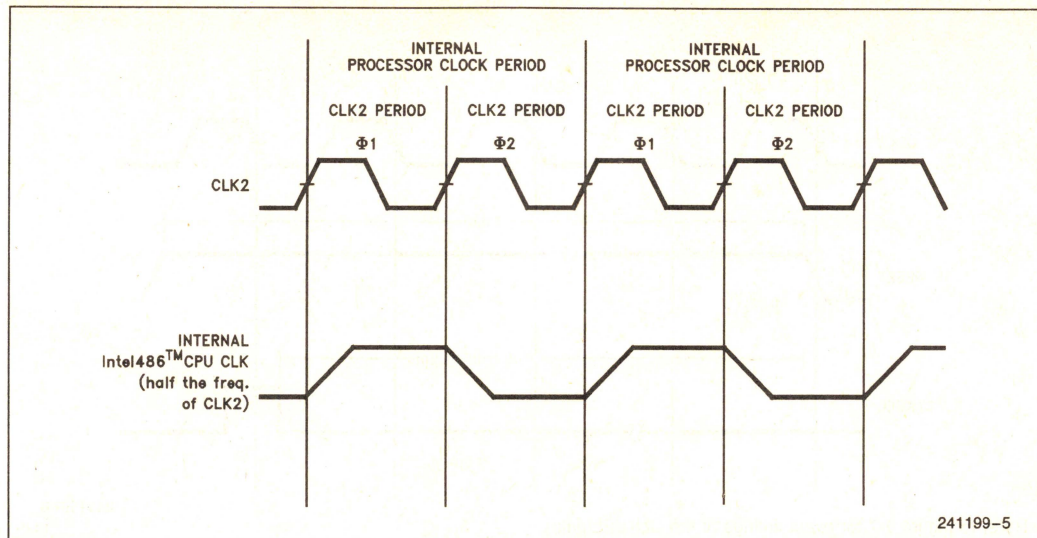 INTERNAL
PROCESSOR CLOCK PERIOD
INTERNAL
PROCESSOR CLOCK PERIOD
CLK2 PERIOD
CLK2 PERIOD
CLK2 PERIOD
CLK2 PERIOD
Φ1
Φ2
Φ1
Φ2
CLK2
INTERNAL
Intel486™CPU CLK
(half the freq.
of CLK2)
241199-5